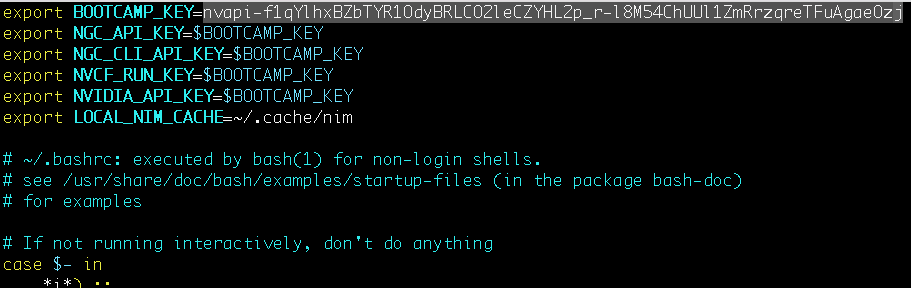 export BOOTCAMP_KEY=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
export NGC_API_KEY=$BOOTCAMP_KEY
export NGC_CLI_API_KEY=$BOOTCAMP_KEY
export NVCF_RUN_KEY=$BOOTCAMP_KEY
export NVIDIA_API_KEY=$BOOTCAMP_KEY
export LOCAL_NIM_CACHE=~/.cache/nim
# ~/.bashrc: executed by bash(1) for non-login shells.
# see /usr/share/doc/bash/examples/startup-files (in the package bash-doc)
# for examples
# If not running interactively, don't do anything
case $- in
*i*) ;;